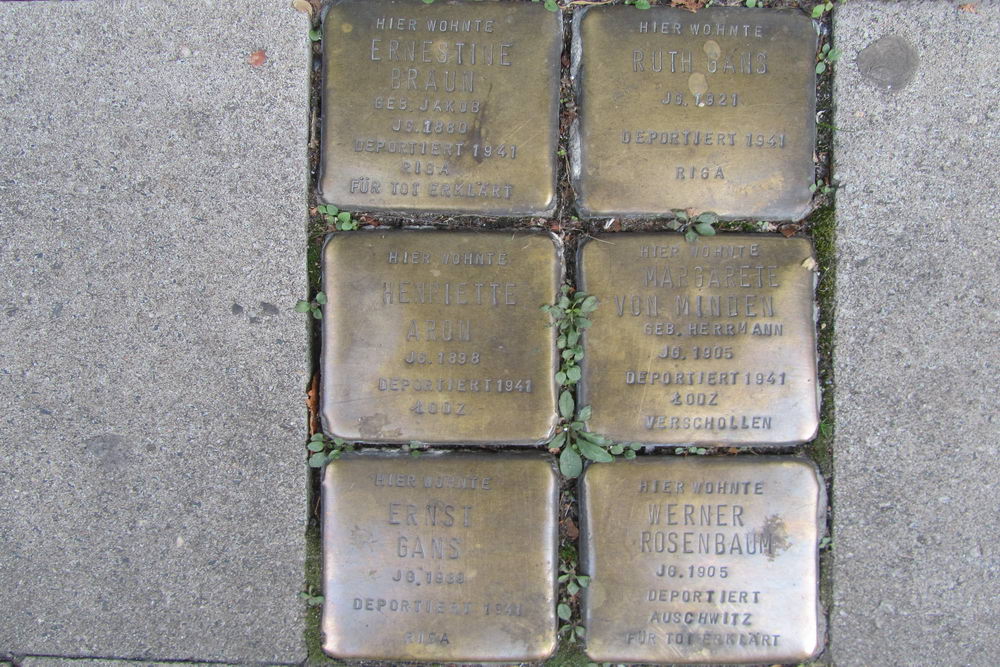 HIER WOHNTE
ERNESTINE
BRAUN
GEB. JAKOB
JG. 1880
DEPORTIERT 1941
RIGA
FÜR TOT ERKLÄRT
HIER WOHNTE
RUTH GANS
JG. 1921
DEPORTIERT 1941
RIGA
HIER WOHNTE
HENRIETTE
ARON
JG. 1898
DEPORTIERT 1941
ŁODZ
HIER WOHNTE
MARGARETE
VON MINDEN
GEB. HERRMANN
JG. 1905
DEPORTIERT 1941
ŁODZ
VERSCHOLLEN
HIER WOHNTE
ERNST
GANS
JG.
DEPORTIERT 1941
RIGA
HIER WOHNTE
WERNER
ROSENBAUM
JG. 1905
DEPORTIERT
AUSCHWITZ
FÜR TOT ERKLÄRT